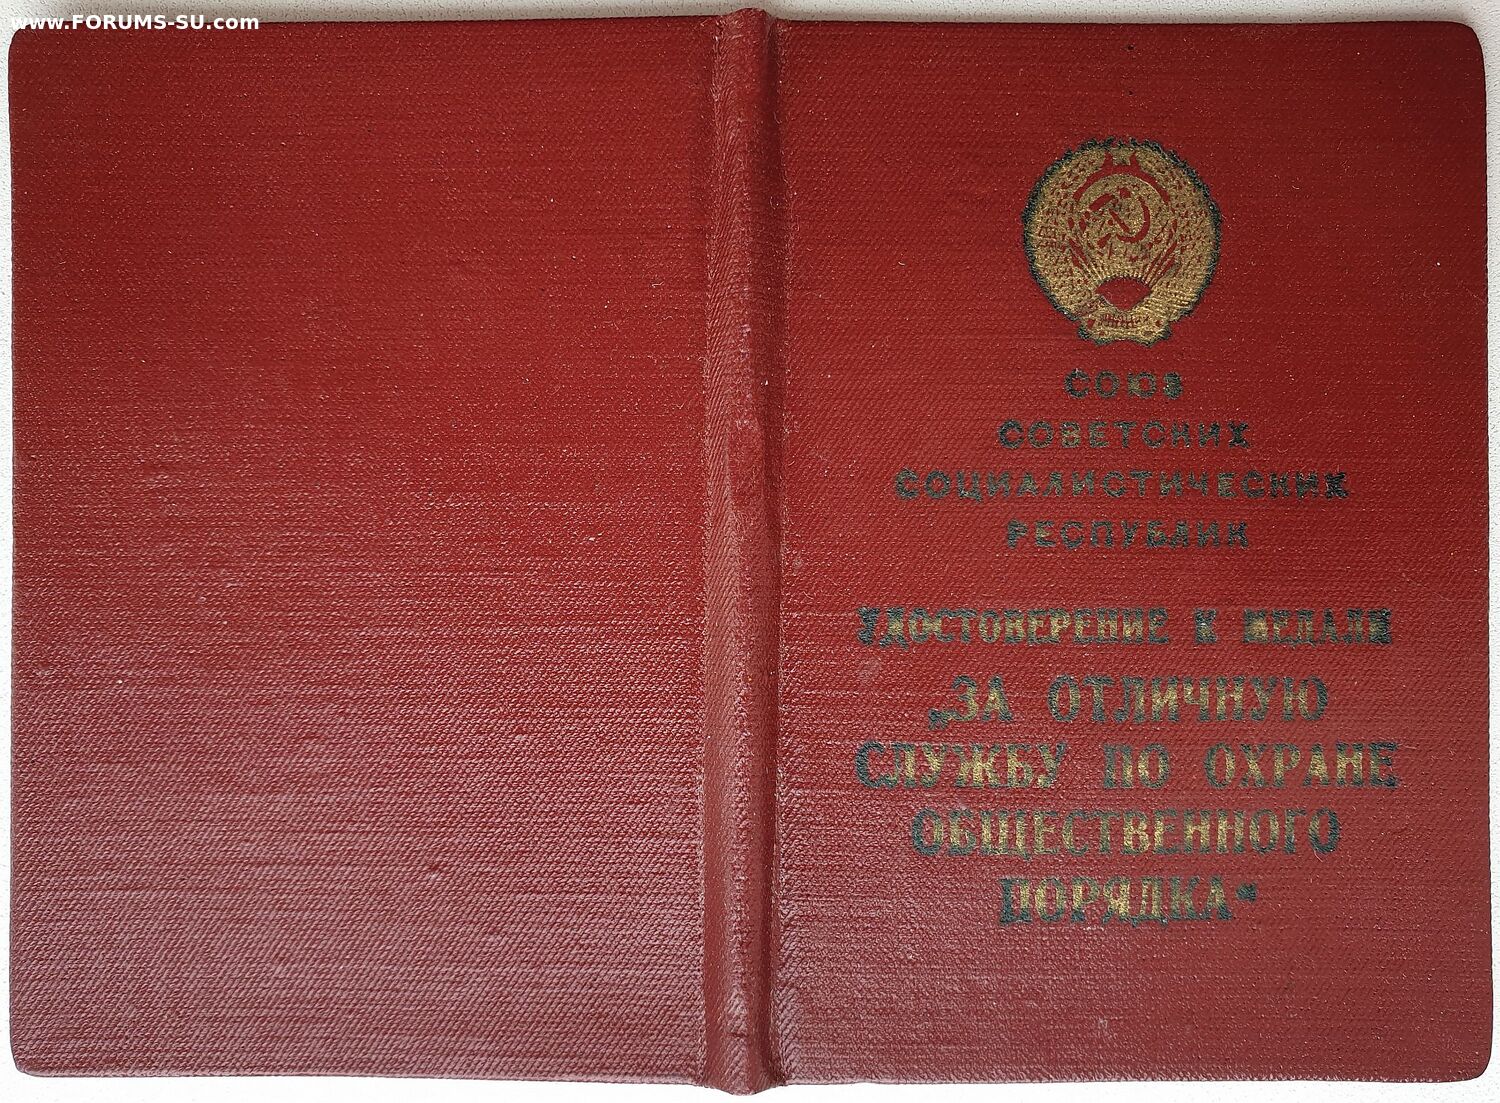 www.FORUMS-SU.com
СОЮЗ
СОВЕТСКИХ
СОЦИАЛИСТИЧЕСКИХ
РЕСПУБЛИК
УДОСТОВЕРЕНИЕ К МЕДАЛИ
„ЗА ОТЛИЧНУЮ
СЛУЖБУ ПО ОХРАНЕ
ОБЩЕСТВЕННОГО
ПОРЯДКА“